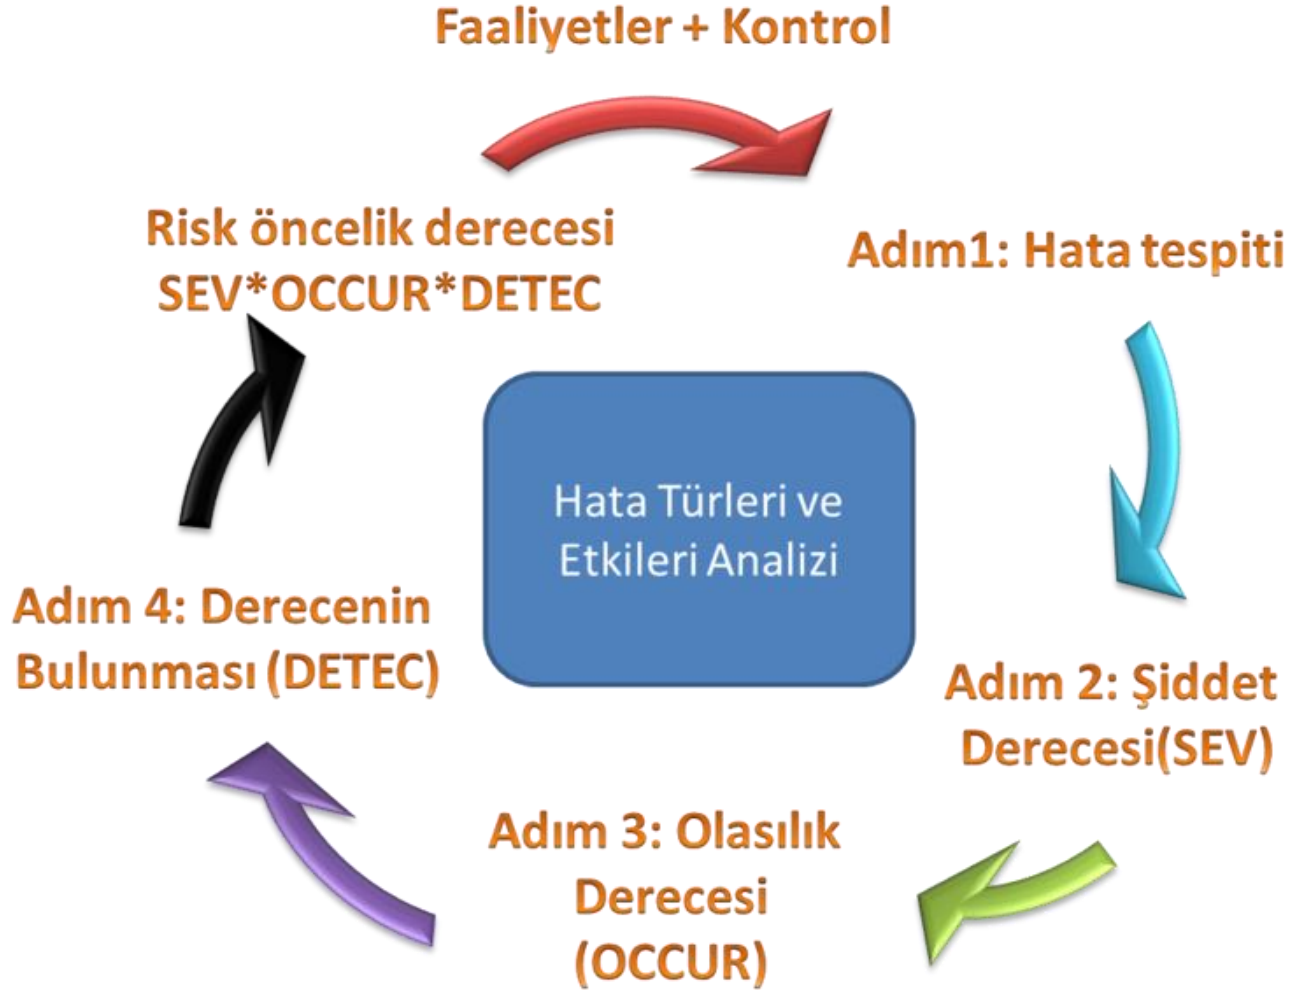 Faaliyetler + Kontrol
Risk öncelik derecesi
SEV*OCCUR*DETEC
Adım1: Hata tespiti
Hata Türleri ve
Etkileri Analizi
Adım 4: Derecenin
Bulunması (DETEC)
Adım 2: Şiddet
Derecesi(SEV)
Adım 3: Olasılık
Derecesi
(OCCUR)